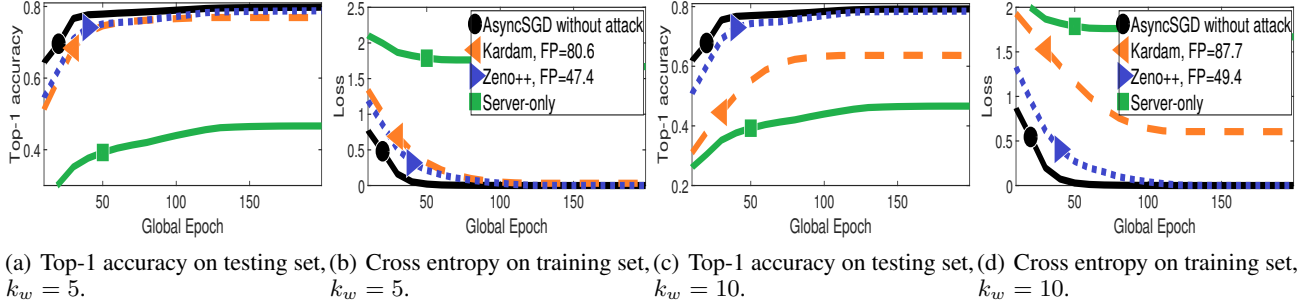 0.8
0.6
0.4
Top-1 accuracy
50
100
150
Global Epoch
2
1.5
1
0.5
0
Loss
50
100
150
Global Epoch
AsyncSGD without attack
Kardam, FP=80.6
Zeno++, FP=47.4
Server-only
0.8
0.6
0.4
0.2
Top-1 accuracy
50
100
150
Global Epoch
2
1.5
1
0.5
0
Loss
50
100
150
Global Epoch
AsyncSGD without attack
Kardam, FP=87.7
Zeno++, FP=49.4
Server-only
(a) Top-1 accuracy on testing set,
k_w = 5.
(b) Cross entropy on training set,
k_w = 5.
(c) Top-1 accuracy on testing set,
k_w = 10.
(d) Cross entropy on training set,
k_w = 10.